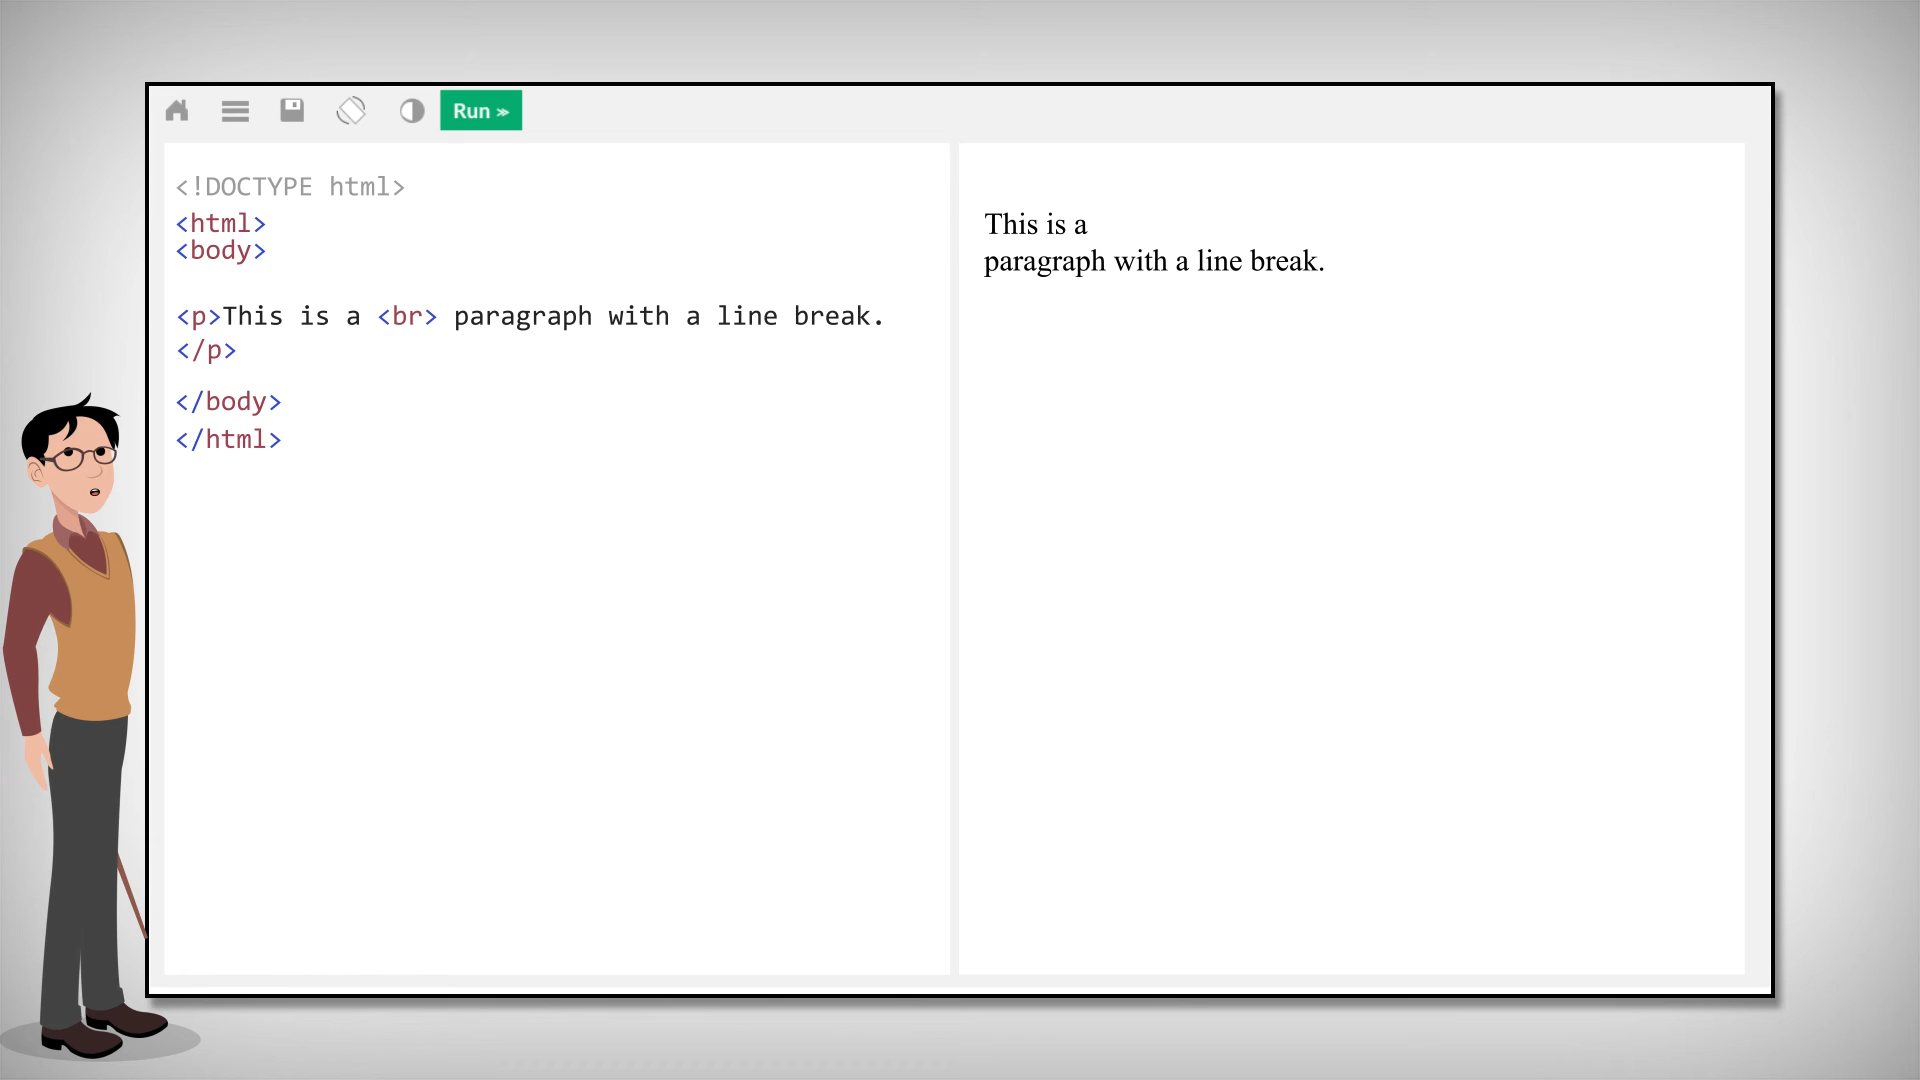 Run »
<!DOCTYPE html>
<html>
<body>
<p>This is a <br> paragraph with a line break.
</p>
</body>
</html>
This is a
paragraph with a line break.